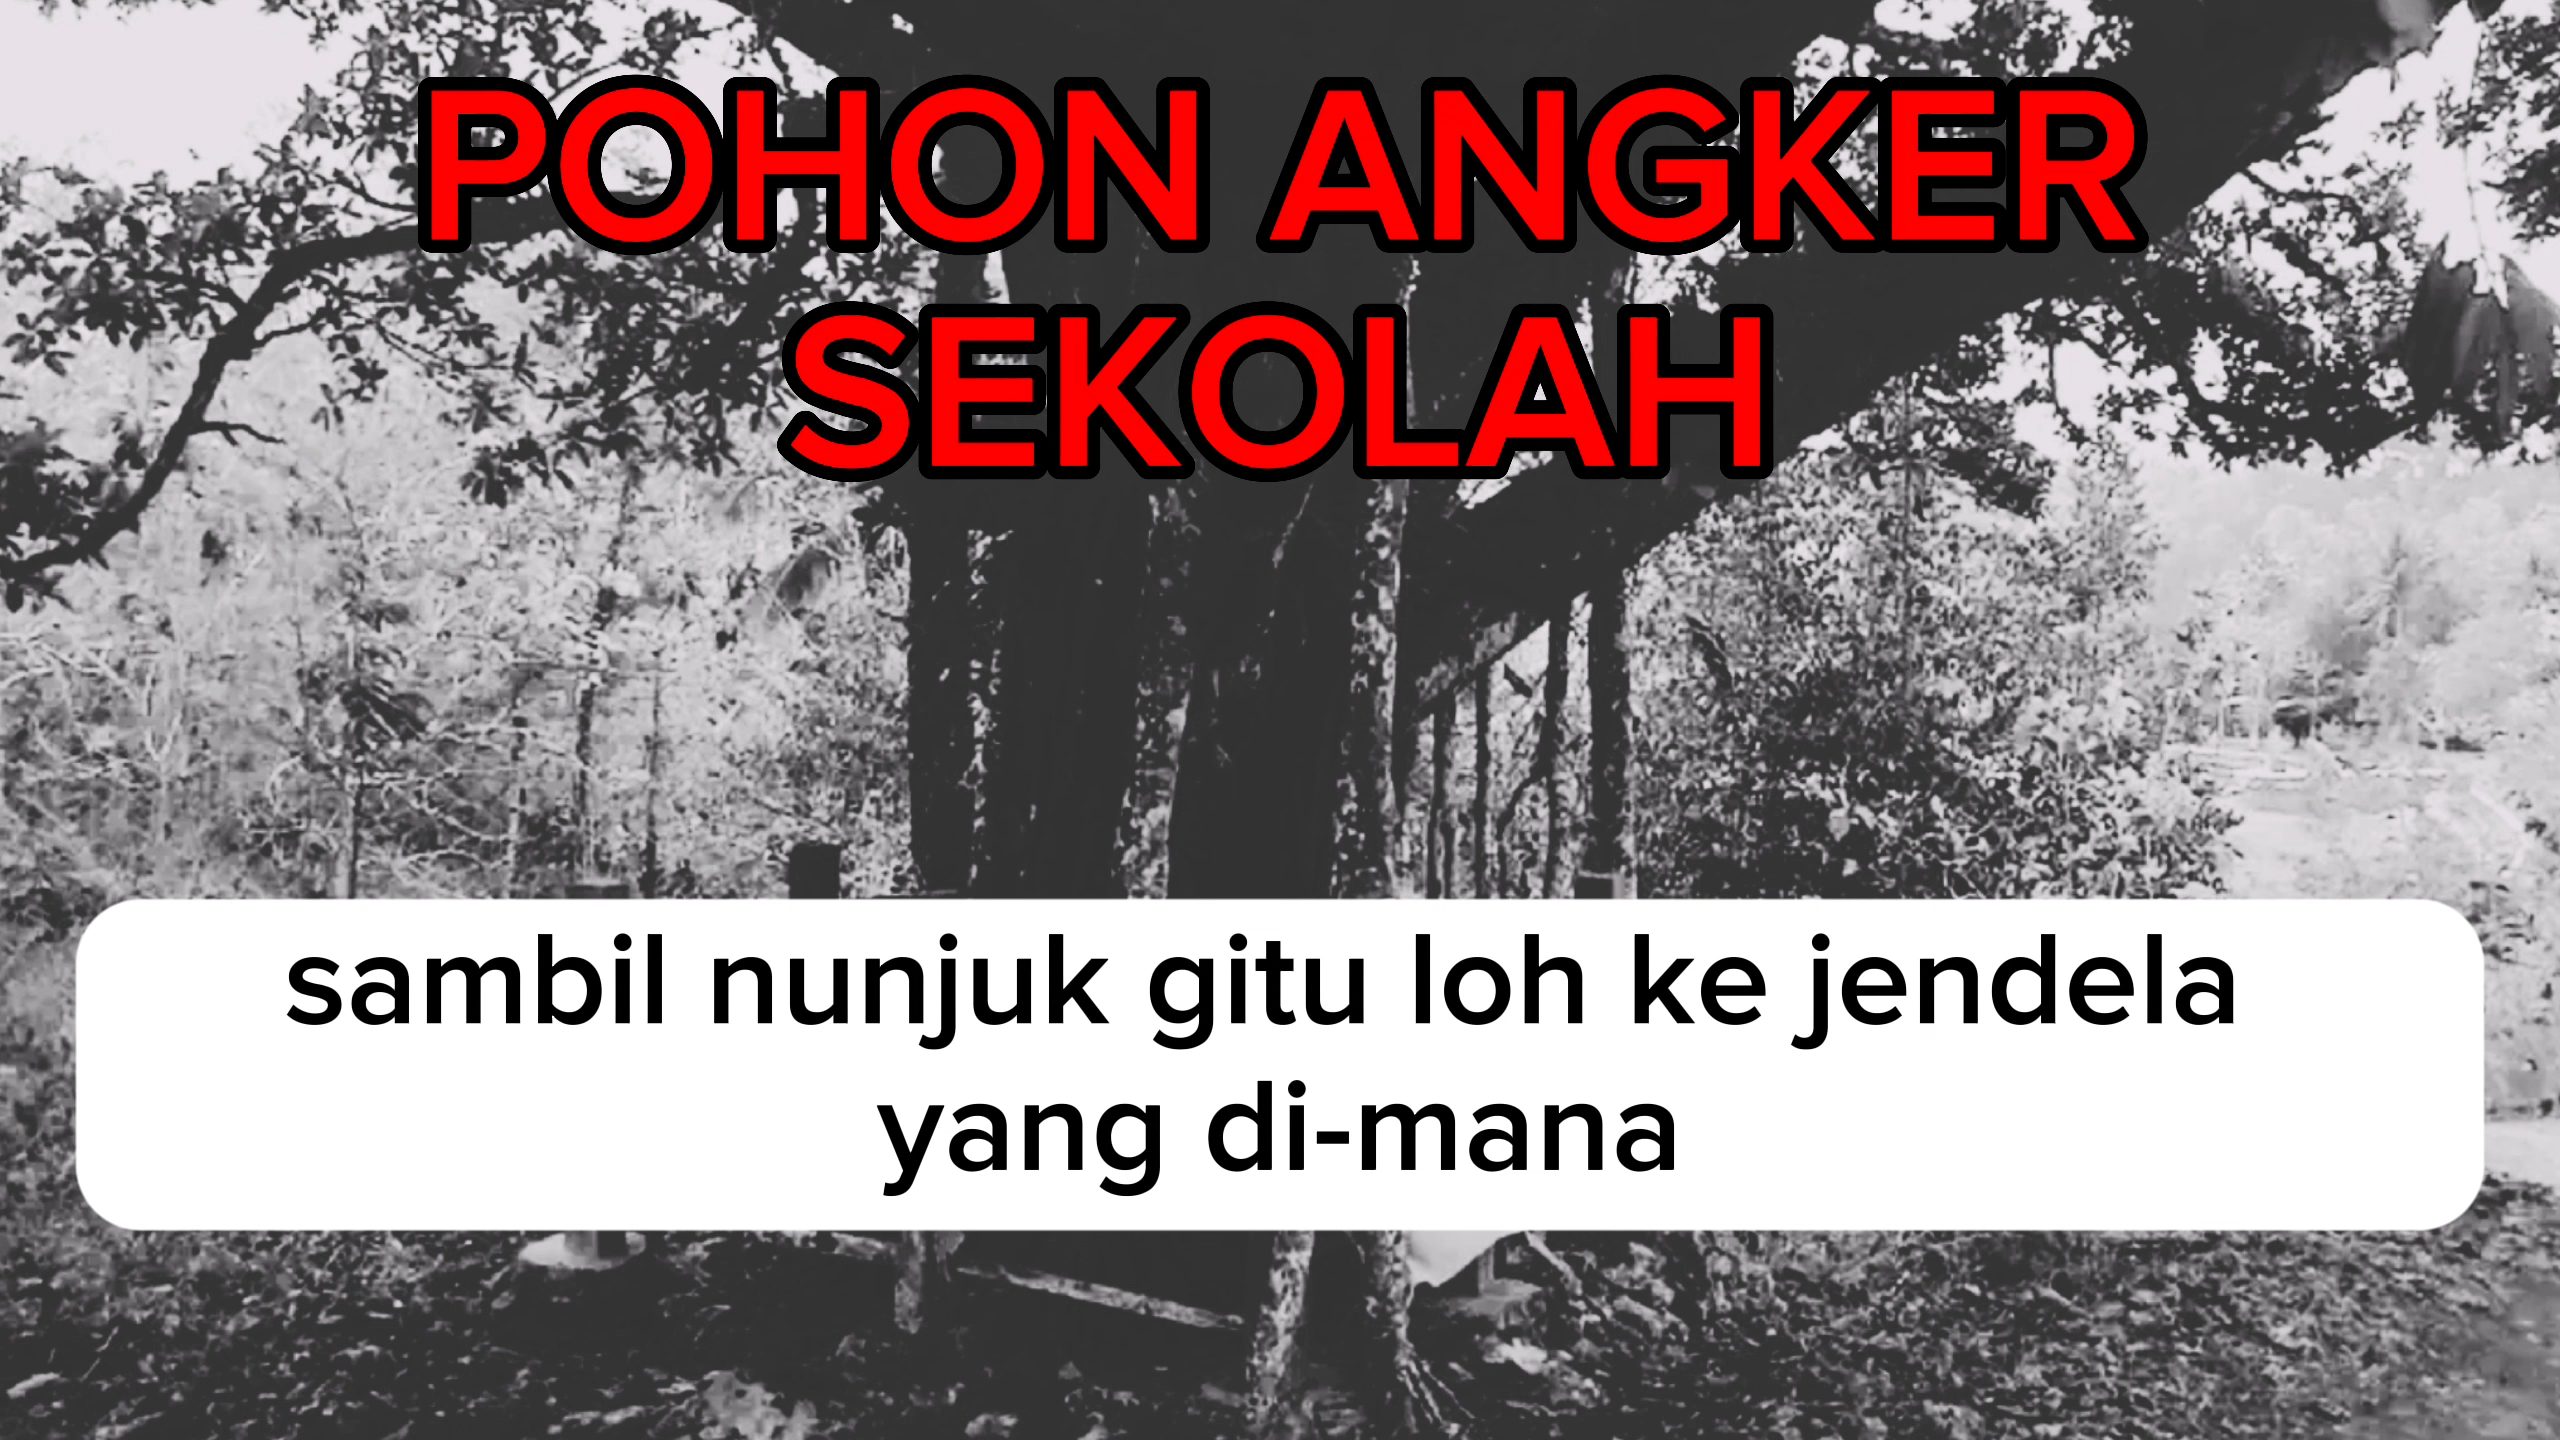 POHON ANGKER
SEKOLAH
sambil nunjuk gitu loh ke jendela
yang di-mana